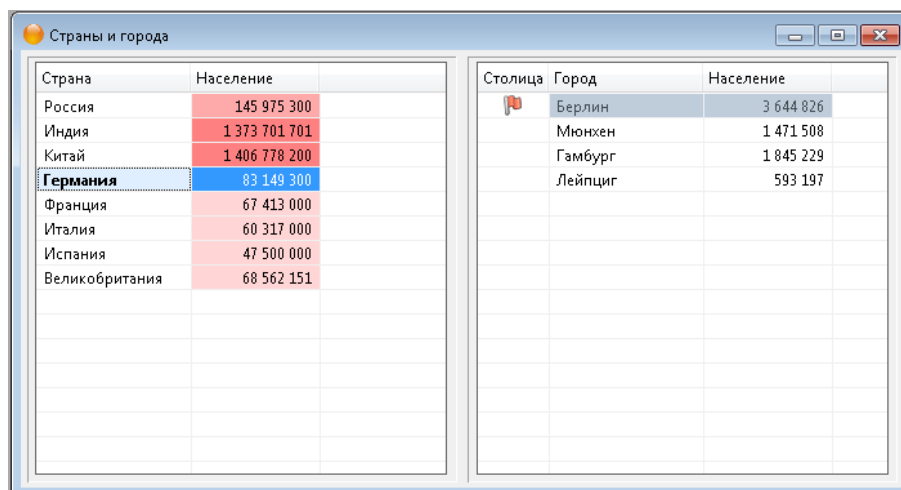 Страны и города
Страна Население
Россия 145 975 300
Индия 1 373 701 701
Китай 1 406 778 200
Германия 83 149 300
Франция 67 413 000
Италия 60 317 000
Испания 47 500 000
Великобритания 68 562 151
Столица Город Население
Берлин 3 644 826
Мюнхен 1 471 508
Гамбург 1 845 229
Лейпциг 593 197